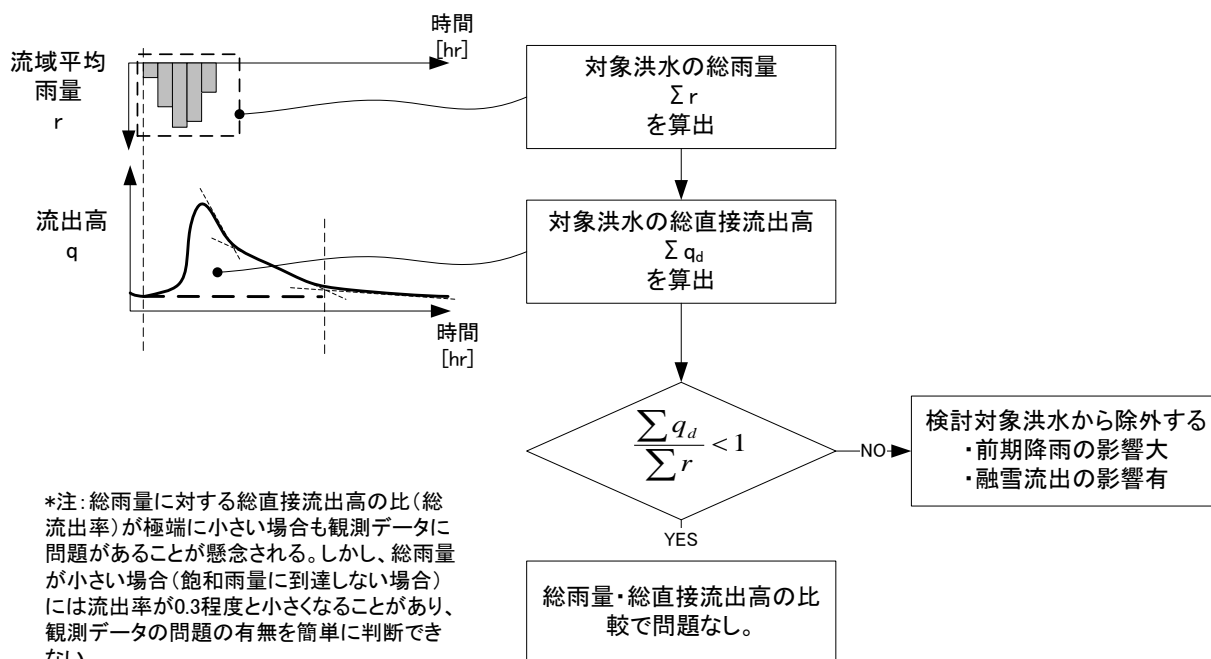 時間
[hr]
流域平均
雨量
r
対象洪水の総雨量
Σr
を算出
流出高
q
対象洪水の総直接流出高
Σqd
を算出
時間
[hr]
∑qd
∑r
<1
NO
検討対象洪水から除外する
・前期降雨の影響大
・融雪流出の影響有
YES
総雨量・総直接流出高の比
較で問題なし。
*注:総雨量に対する総直接流出高の比(総
流出率)が極端に小さい場合も観測データに
問題があることが懸念される。しかし、総雨量
が小さい場合(飽和雨量に到達しない場合)
には流出率が0.3程度と小さくなることがあり、
観測データの問題の有無を簡単に判断でき
ない